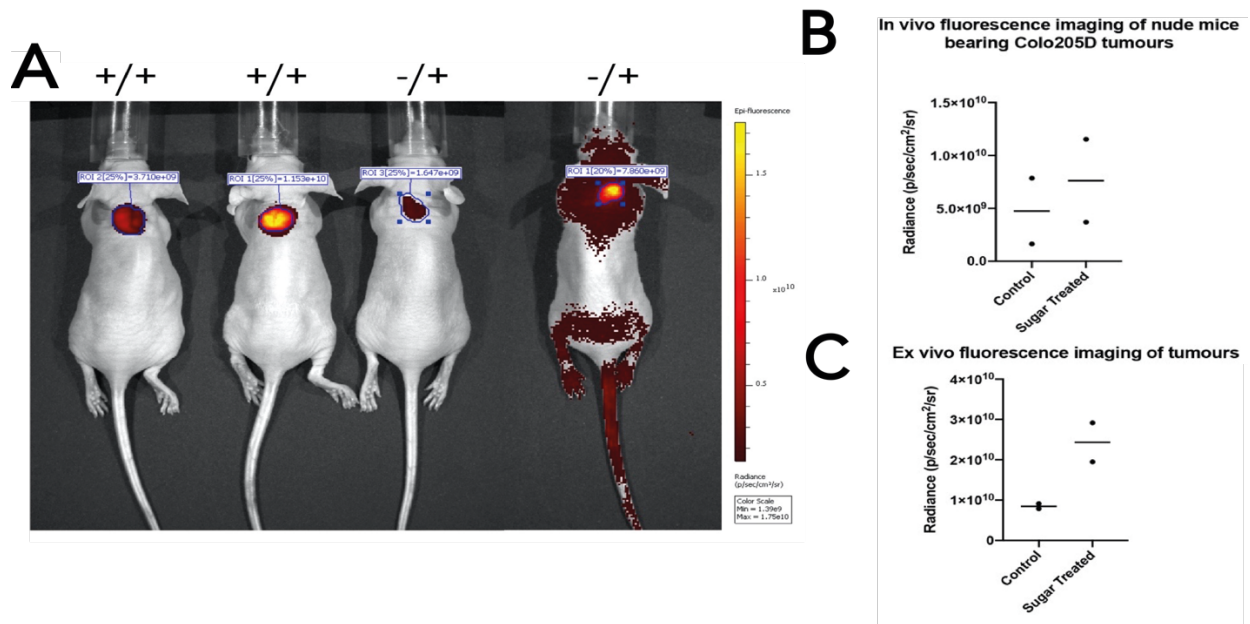 A
+/+
+/+
-/+
-/+
ROI 2[25%]=3.710e+09
ROI 1[25%]=1.153e+10
ROI 3[25%]=1.647e+09
ROI 1[20%]=7.860e+09
Epi-fluorescence
1.5
1.0
x10¹⁰
0.5
Radiance
(p/sec/cm²/sr)
Color Scale
Min = 1.39e9
Max = 1.75e10
B
In vivo fluorescence imaging of nude mice
bearing Colo205D tumours
Radiance (p/sec/cm²/sr)
1.5×10¹⁰
1.0×10¹⁰
5.0×10⁹
0.0
Control
Sugar Treated
C
Ex vivo fluorescence imaging of tumours
Radiance (p/sec/cm²/sr)
4×10¹⁰
3×10¹⁰
2×10¹⁰
1×10¹⁰
0
Control
Sugar Treated